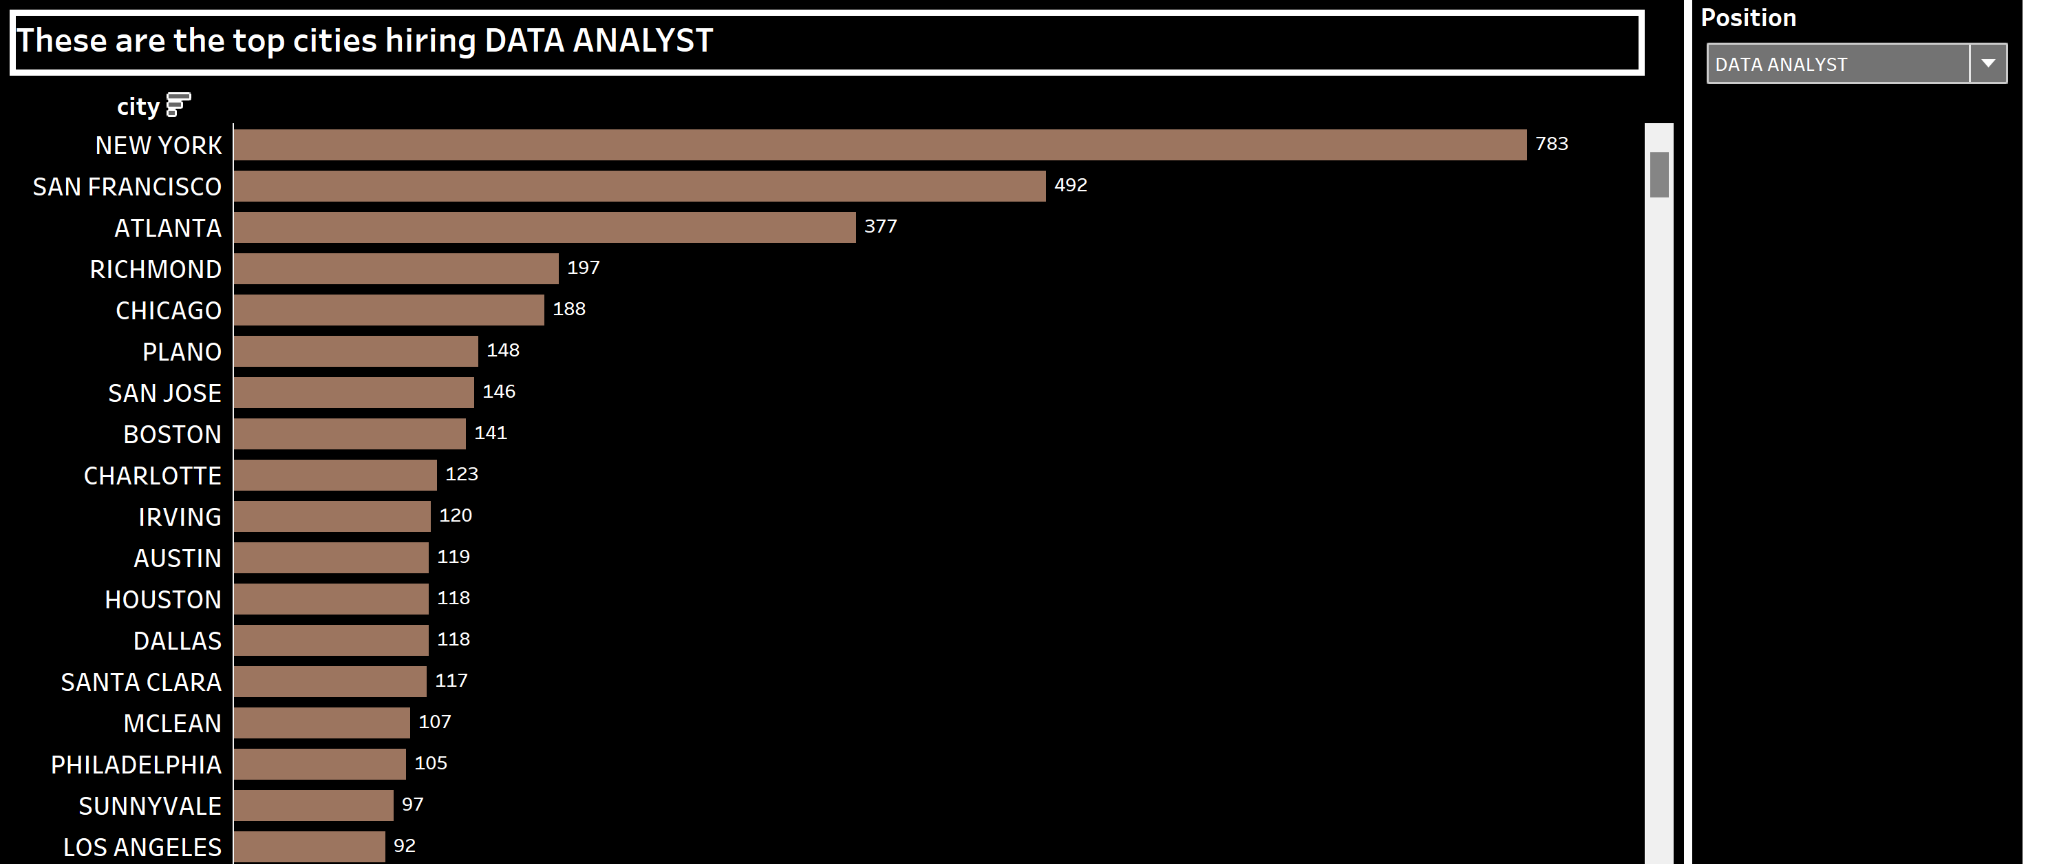 These are the top cities hiring DATA ANALYST
Position
DATA ANALYST
city
NEW YORK 783
SAN FRANCISCO 492
ATLANTA 377
RICHMOND 197
CHICAGO 188
PLANO 148
SAN JOSE 146
BOSTON 141
CHARLOTTE 123
IRVING 120
AUSTIN 119
HOUSTON 118
DALLAS 118
SANTA CLARA 117
MCLEAN 107
PHILADELPHIA 105
SUNNYVALE 97
LOS ANGELES 92